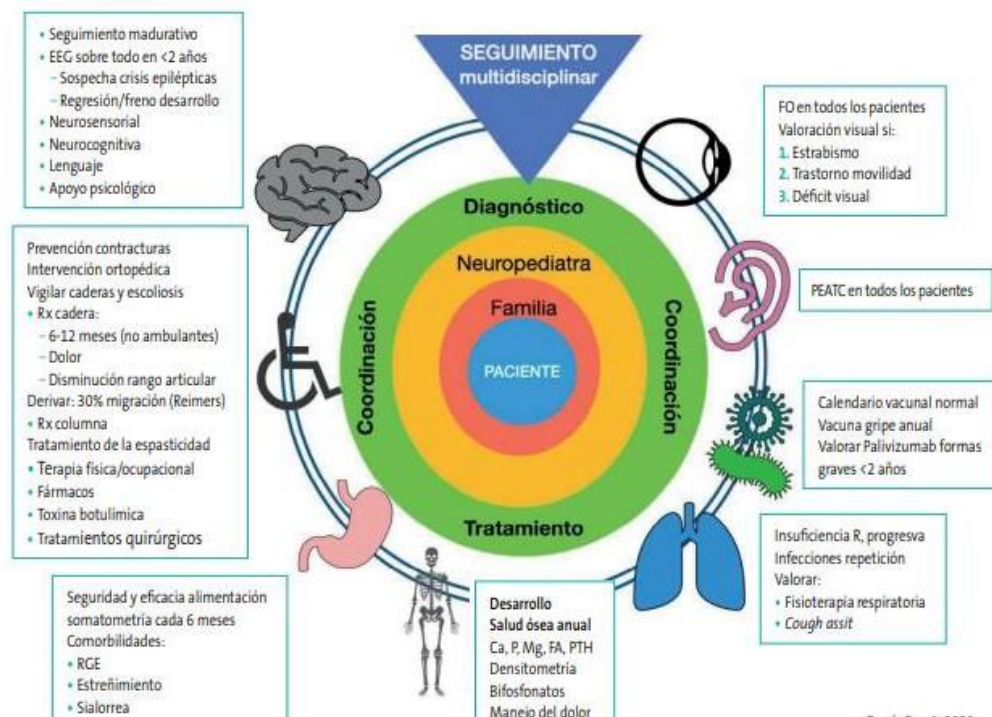 • Seguimiento madurativo
• EEG sobre todo en <2 años
– Sospecha crisis epilépticas
– Regresión/freno desarrollo
• Neurosensorial
• Neurocognitiva
• Lenguaje
• Apoyo psicológico
SEGUIMIENTO
multidisciplinar
FO en todos los pacientes
Valoración visual si:
1. Estrabismo
2. Trastorno movilidad
3. Déficit visual
Prevención contracturas
Intervención ortopédica
Vigilar caderas y escoliosis
• Rx cadera:
– 6-12 meses (no ambulantes)
– Dolor
– Disminución rango articular
Derivar: 30% migración (Reimers)
• Rx columna
Tratamiento de la espasticidad
• Terapia física/ocupacional
• Fármacos
• Toxina botulímica
• Tratamientos quirúrgicos
Diagnóstico
Neuropediatra
Familia
PACIENTE
Coordinación
Coordinación
Tratamiento
PEATC en todos los pacientes
Calendario vacunal normal
Vacuna gripe anual
Valorar Palivizumab formas
graves <2 años
Insuficiencia R, progresva
Infecciones repetición
Valorar:
• Fisioterapia respiratoria
• Cough assit
Seguridad y eficacia alimentación
somatometría cada 6 meses
Comorbilidades:
• RGE
• Estreñimiento
• Sialorrea
Desarrollo
Salud ósea anual
Ca, P, Mg, FA, PTH
Densitometría
Bifosfonatos
Manejo del dolor